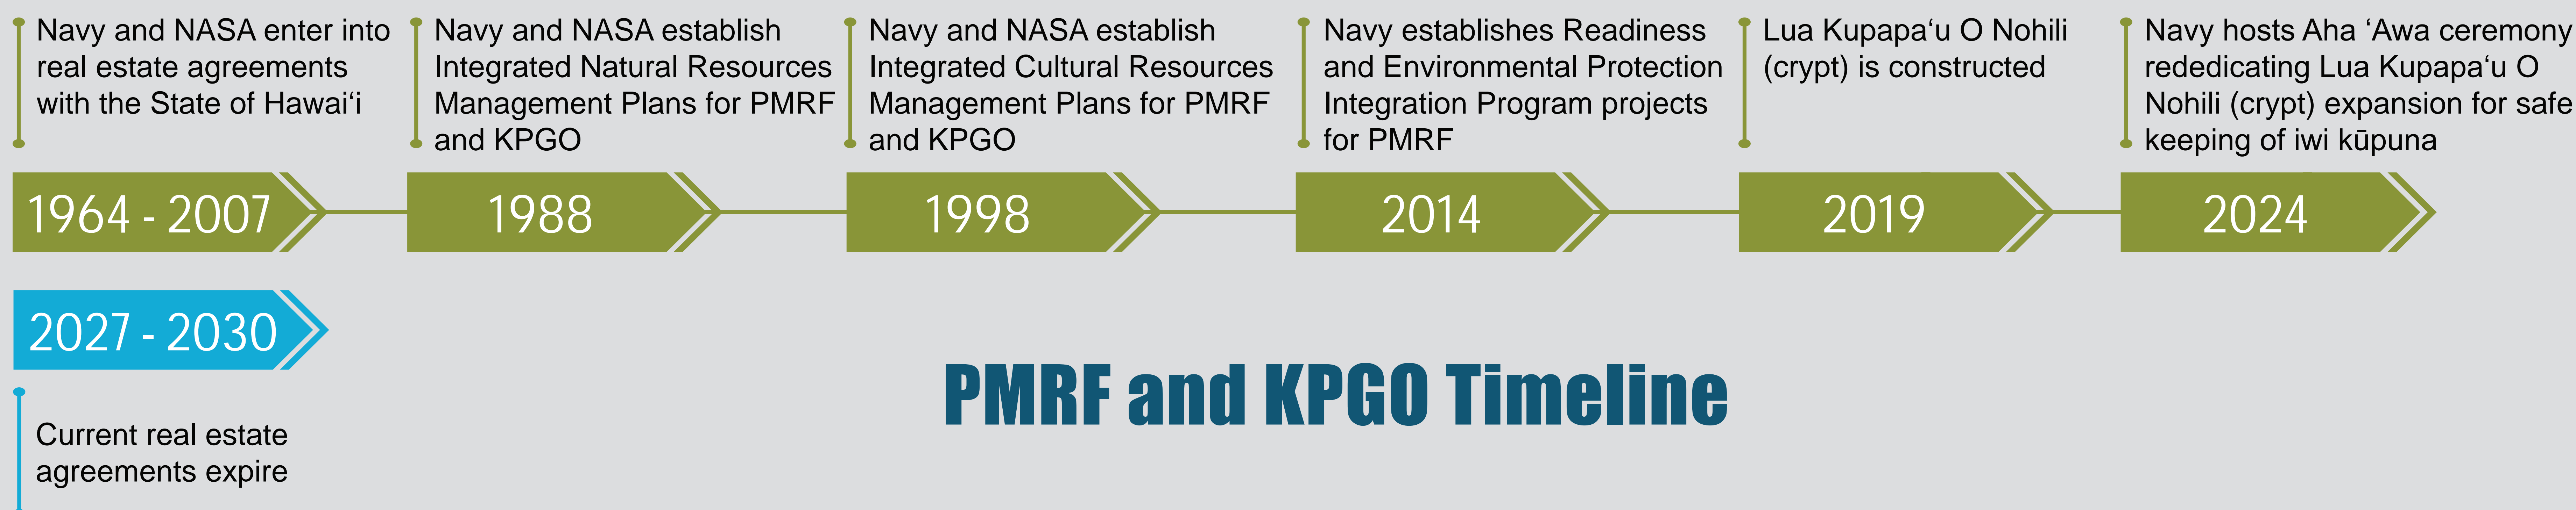 Navy and NASA enter into
real estate agreements
with the State of Hawai‘i
Navy and NASA establish
Integrated Natural Resources
Management Plans for PMRF
and KPGO
Navy and NASA establish
Integrated Cultural Resources
Management Plans for PMRF
and KPGO
Navy establishes Readiness
and Environmental Protection
Integration Program projects
for PMRF
Lua Kupapa‘u O Nohili
(crypt) is constructed
Navy hosts Aha ‘Awa ceremony
rededicating Lua Kupapa‘u O
Nohili (crypt) expansion for safe
keeping of iwi kūpuna
1964 - 2007
1988
1998
2014
2019
2024
2027 - 2030
Current real estate
agreements expire
PMRF and KPGO Timeline